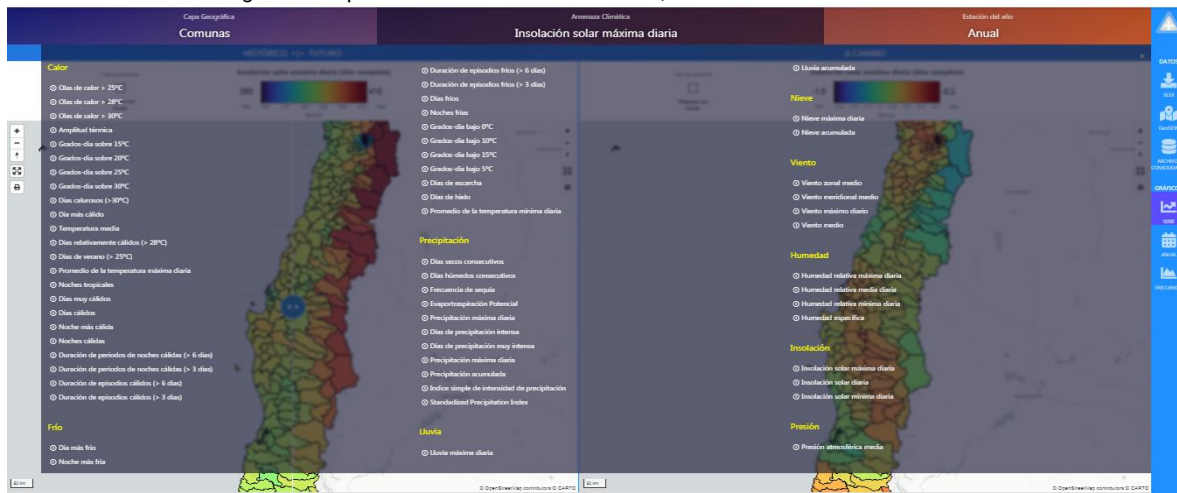 Capa Geográfica
Comunas
Amenaza Climática
Insolación solar máxima diaria
Estación del año
Anual
HISTÓRICO +|- FUTURO
Δ CAMBIO
Calor
Olas de calor > 25ºC
Olas de calor > 28ºC
Olas de calor > 30ºC
Amplitud térmica
Grados-día sobre 15ºC
Grados-día sobre 20ºC
Grados-día sobre 25ºC
Grados-día sobre 30ºC
Días calurosos (>30ºC)
Día más cálido
Temperatura media
Días relativamente cálidos (> 28ºC)
Días de verano (> 25ºC)
Promedio de la temperatura máxima diaria
Noches tropicales
Días muy cálidos
Días cálidos
Noche más cálida
Noches cálidas
Duración de periodos de noches cálidas (> 6 días)
Duración de periodos de noches cálidas (> 3 días)
Duración de episodios cálidos (> 6 días)
Duración de episodios cálidos (> 3 días)
Frío
Día más frío
Noche más fría
Duración de episodios fríos (> 6 días)
Duración de episodios fríos (> 3 días)
Días fríos
Noches frías
Grados-día bajo 0ºC
Grados-día bajo 10ºC
Grados-día bajo 15ºC
Grados-día bajo 5ºC
Días de escarcha
Días de hielo
Promedio de la temperatura mínima diaria
Precipitación
Días secos consecutivos
Días húmedos consecutivos
Frecuencia de sequía
Evaportraspiración Potencial
Precipitación máxima diaria
Días de precipitación intensa
Días de precipitación muy intensa
Precipitación máxima diaria
Precipitación acumulada
Indice simple de intensidad de precipitación
Standadized Precipitation Index
Lluvia
Lluvia máxima diaria
Lluvia acumulada
Nieve
Nieve máxima diaria
Nieve acumulada
Viento
Viento zonal medio
Viento meridional medio
Viento máximo diario
Viento medio
Humedad
Humedad relativa máxima diaria
Humedad relativa media diaria
Humedad relativa mínima diaria
Humedad específica
Insolación
Insolación solar máxima diaria
Insolación solar diaria
Insolación solar mínima diaria
Presión
Presión atmosférica media
DATOS
GRÁFICO
SERIE
ANUAL
50 km
© OpenStreetMap contributors © CARTO
50 km
© OpenStreetMap contributors © CARTO